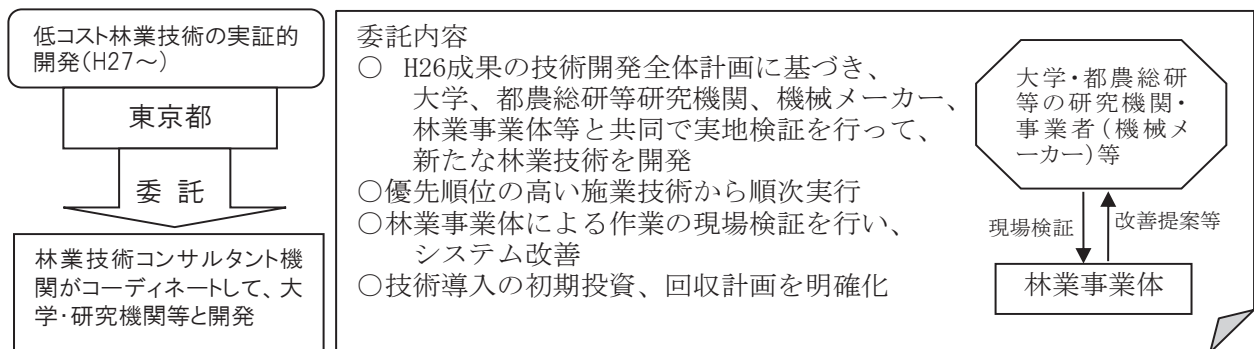 低コスト林業技術の実証的
開発(H27～)
東京都
委 託
林業技術コンサルタント機
関がコーディネートして、大
学・研究機関等と開発
委託内容
○ H26成果の技術開発全体計画に基づき、
大学、都農総研等研究機関、機械メーカー、
林業事業体等と共同で実地検証を行って、
新たな林業技術を開発
○優先順位の高い施業技術から順次実行
○林業事業体による作業の現場検証を行い、
システム改善
○技術導入の初期投資、回収計画を明確化
大学・都農総研
等の研究機関・
事業者(機械メ
ーカー)等
現場検証
改善提案等
林業事業体